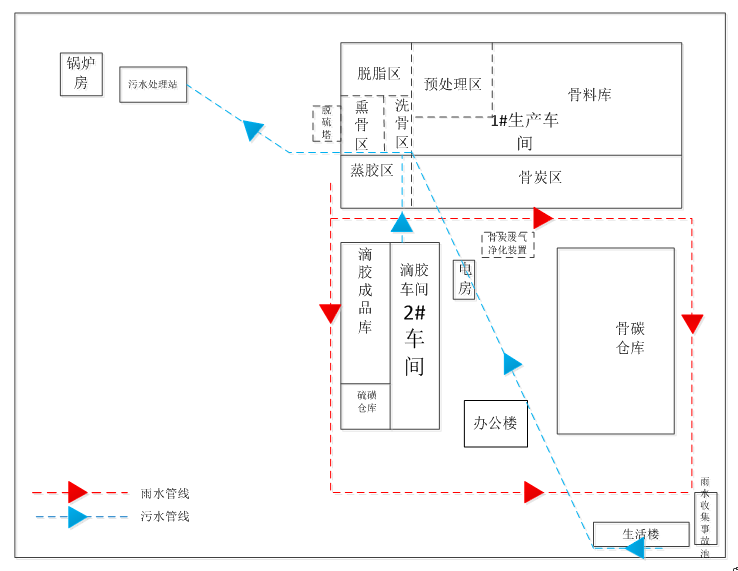 锅炉
房
污水处理站
脱脂区
预处理区
骨料库
脱
硫
塔
熏
骨
区
洗
骨
区
1#生产车
间
蒸胶区
骨炭区
骨炭废气
净化装置
滴
胶
成
品
库
滴胶
车间
2#
车
间
电
房
骨碳
仓库
硫磺
仓库
办公楼
雨
水
收
集
事
故
池
生活楼
雨水管线
污水管线